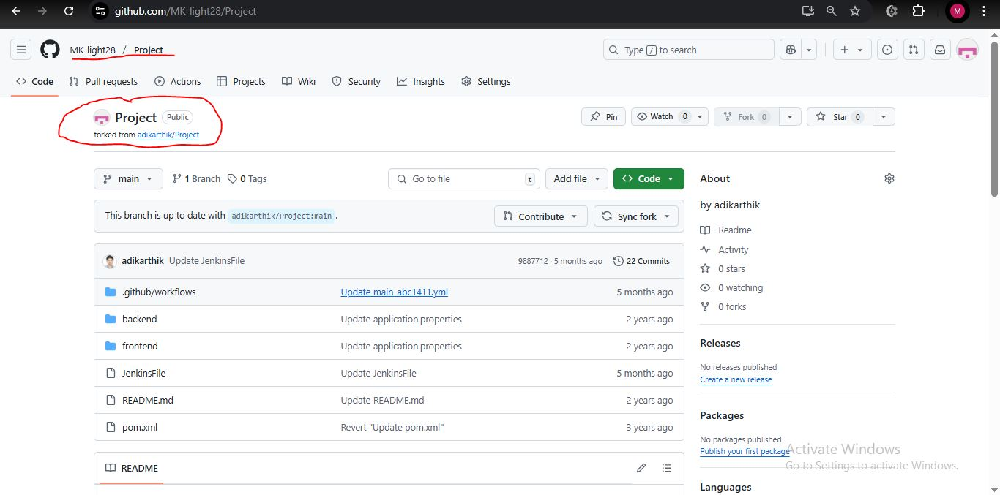 github.com/MK-light28/Project
M
MK-light28 / Project
Type / to search
Code
Pull requests
Actions
Projects
Wiki
Security
Insights
Settings
Project Public
forked from adikarthik/Project
Pin
Watch 0
Fork 0
Star 0
main
1 Branch
0 Tags
Go to file t
Add file
Code
This branch is up to date with adikarthik/Project:main .
Contribute
Sync fork
adikarthik Update JenkinsFile 9887712 · 5 months ago 22 Commits
.github/workflows Update main_abc1411.yml 5 months ago
backend Update application.properties 2 years ago
frontend Update application.properties 2 years ago
JenkinsFile Update JenkinsFile 5 months ago
README.md Update README.md 2 years ago
pom.xml Revert "Update pom.xml" 3 years ago
README
About
by adikarthik
Readme
Activity
0 stars
0 watching
0 forks
Releases
No releases published
Create a new release
Packages
No packages published
Publish your first package
Languages
Activate Windows
Go to Settings to activate Windows.